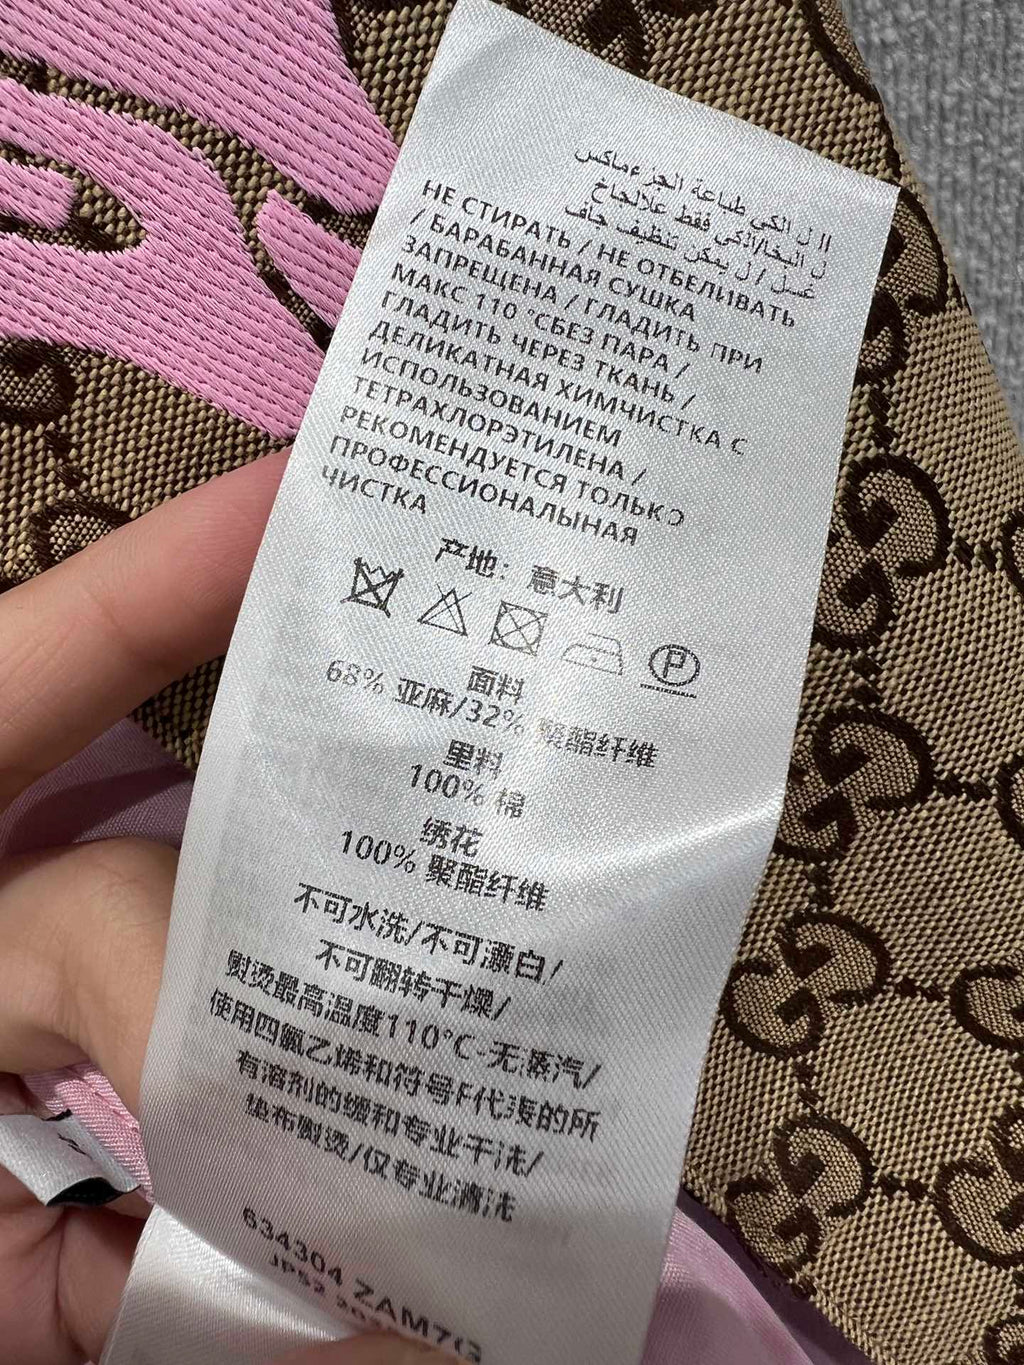 НЕ СТИРАТЬ / НЕ ОТБЕЛИВАТЬ
/ БАРАБАННАЯ СУШКА
ЗАПРЕЩЕНА / ГЛАДИТЬ ПРИ
МАКС 110 °СБЕЗ ПАРА /
ГЛАДИТЬ ЧЕРЕЗ ТКАНЬ /
ДЕЛИКАТНАЯ ХИМЧИСТКА С
ИСПОЛЬЗОВАНИЕМ
ТЕТРАХЛОРЭТИЛЕНА /
РЕКОМЕНДУЕТСЯ ТОЛЬКО
ПРОФЕССИОНАЛЫНАЯ
ЧИСТКА
产地：意大利
P
面料
68% 亚麻/32% 聚酯纤维
里料
100% 棉
绣花
100% 聚酯纤维
不可水洗/不可漂白/
不可翻转干燥/
熨烫最高温度110°C-无蒸汽/
使用四氯乙烯和符号F代表的所
有溶剂的缓和专业干洗/
垫布熨烫/仅专业清洗
634304 ZAM7G